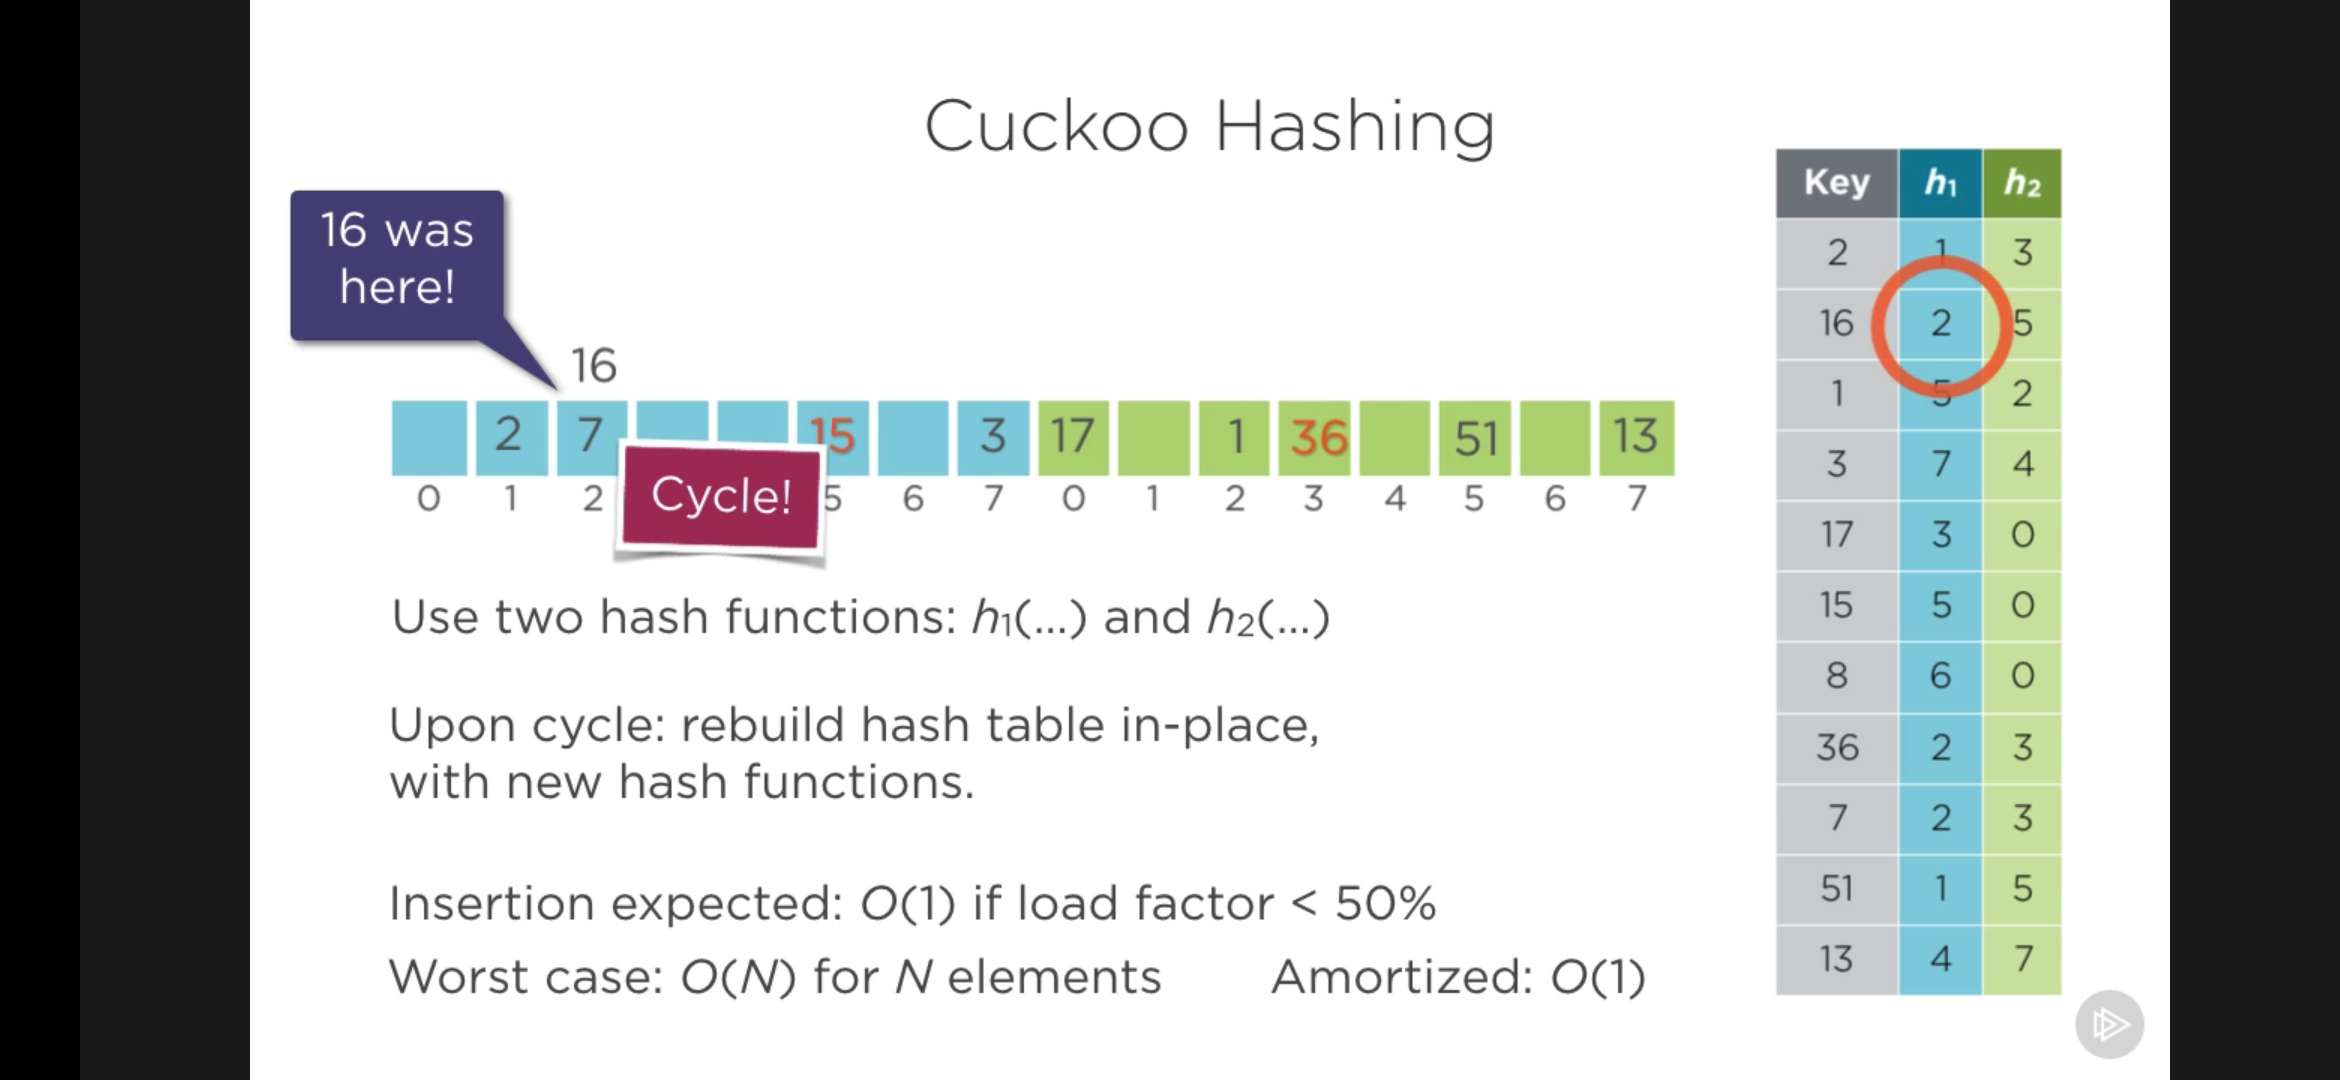 Cuckoo Hashing
16 was
here!
16
2 7 15 3 17 1 36 51 13
0 1 2 5 6 7 0 1 2 3 4 5 6 7
Cycle!
Use two hash functions: h1(...) and h2(...)
Upon cycle: rebuild hash table in-place,
with new hash functions.
Insertion expected: O(1) if load factor < 50%
Worst case: O(N) for N elements
Amortized: O(1)
Key h1 h2
2 1 3
16 2 5
1 5 2
3 7 4
17 3 0
15 5 0
8 6 0
36 2 3
7 2 3
51 1 5
13 4 7